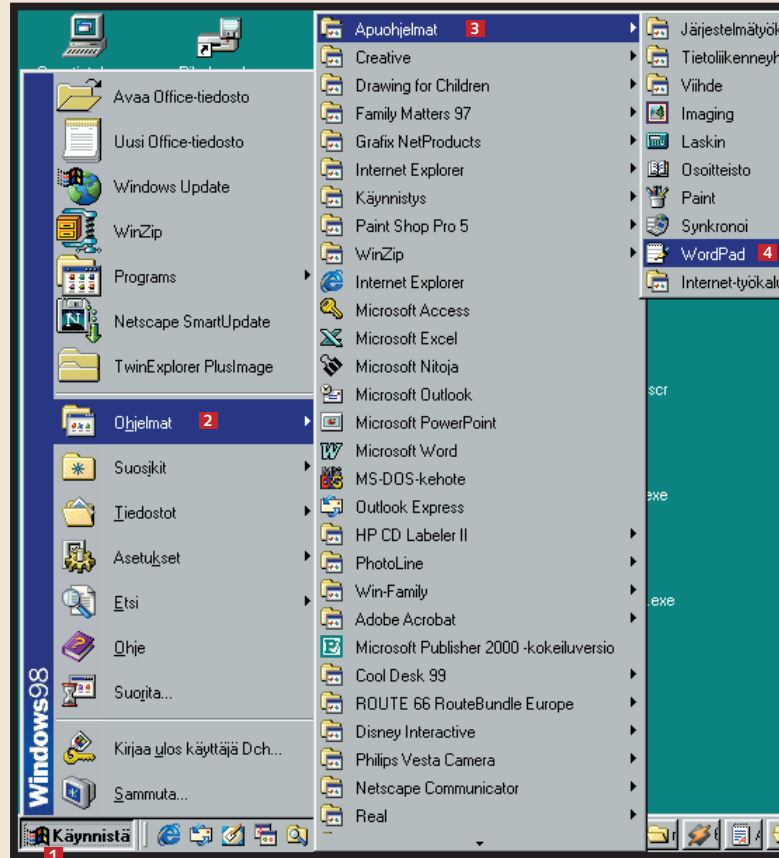 Avaa Office-tiedosto
Uusi Office-tiedosto
Windows Update
WinZip
Programs
Netscape SmartUpdate
TwinExplorer PlusImage
Ohjelmat 2
Suosikit
Tiedostot
Asetukset
Etsi
Ohje
Suorita...
Kirjaa ulos käyttäjä Dch...
Sammuta...
Windows98
Käynnistä
1
Apuohjelmat 3
Creative
Drawing for Children
Family Matters 97
Grafix NetProducts
Internet Explorer
Käynnistys
Paint Shop Pro 5
WinZip
Internet Explorer
Microsoft Access
Microsoft Excel
Microsoft Nitoja
Microsoft Outlook
Microsoft PowerPoint
Microsoft Word
MS-DOS-kehote
Outlook Express
HP CD Labeler II
PhotoLine
Win-Family
Adobe Acrobat
Microsoft Publisher 2000 -kokeiluversio
Cool Desk 99
ROUTE 66 RouteBundle Europe
Disney Interactive
Philips Vesta Camera
Netscape Communicator
Real
Viihde
Imaging
Laskin
Osoitteisto
Paint
Synkronoi
WordPad 4
scr
exe
.exe